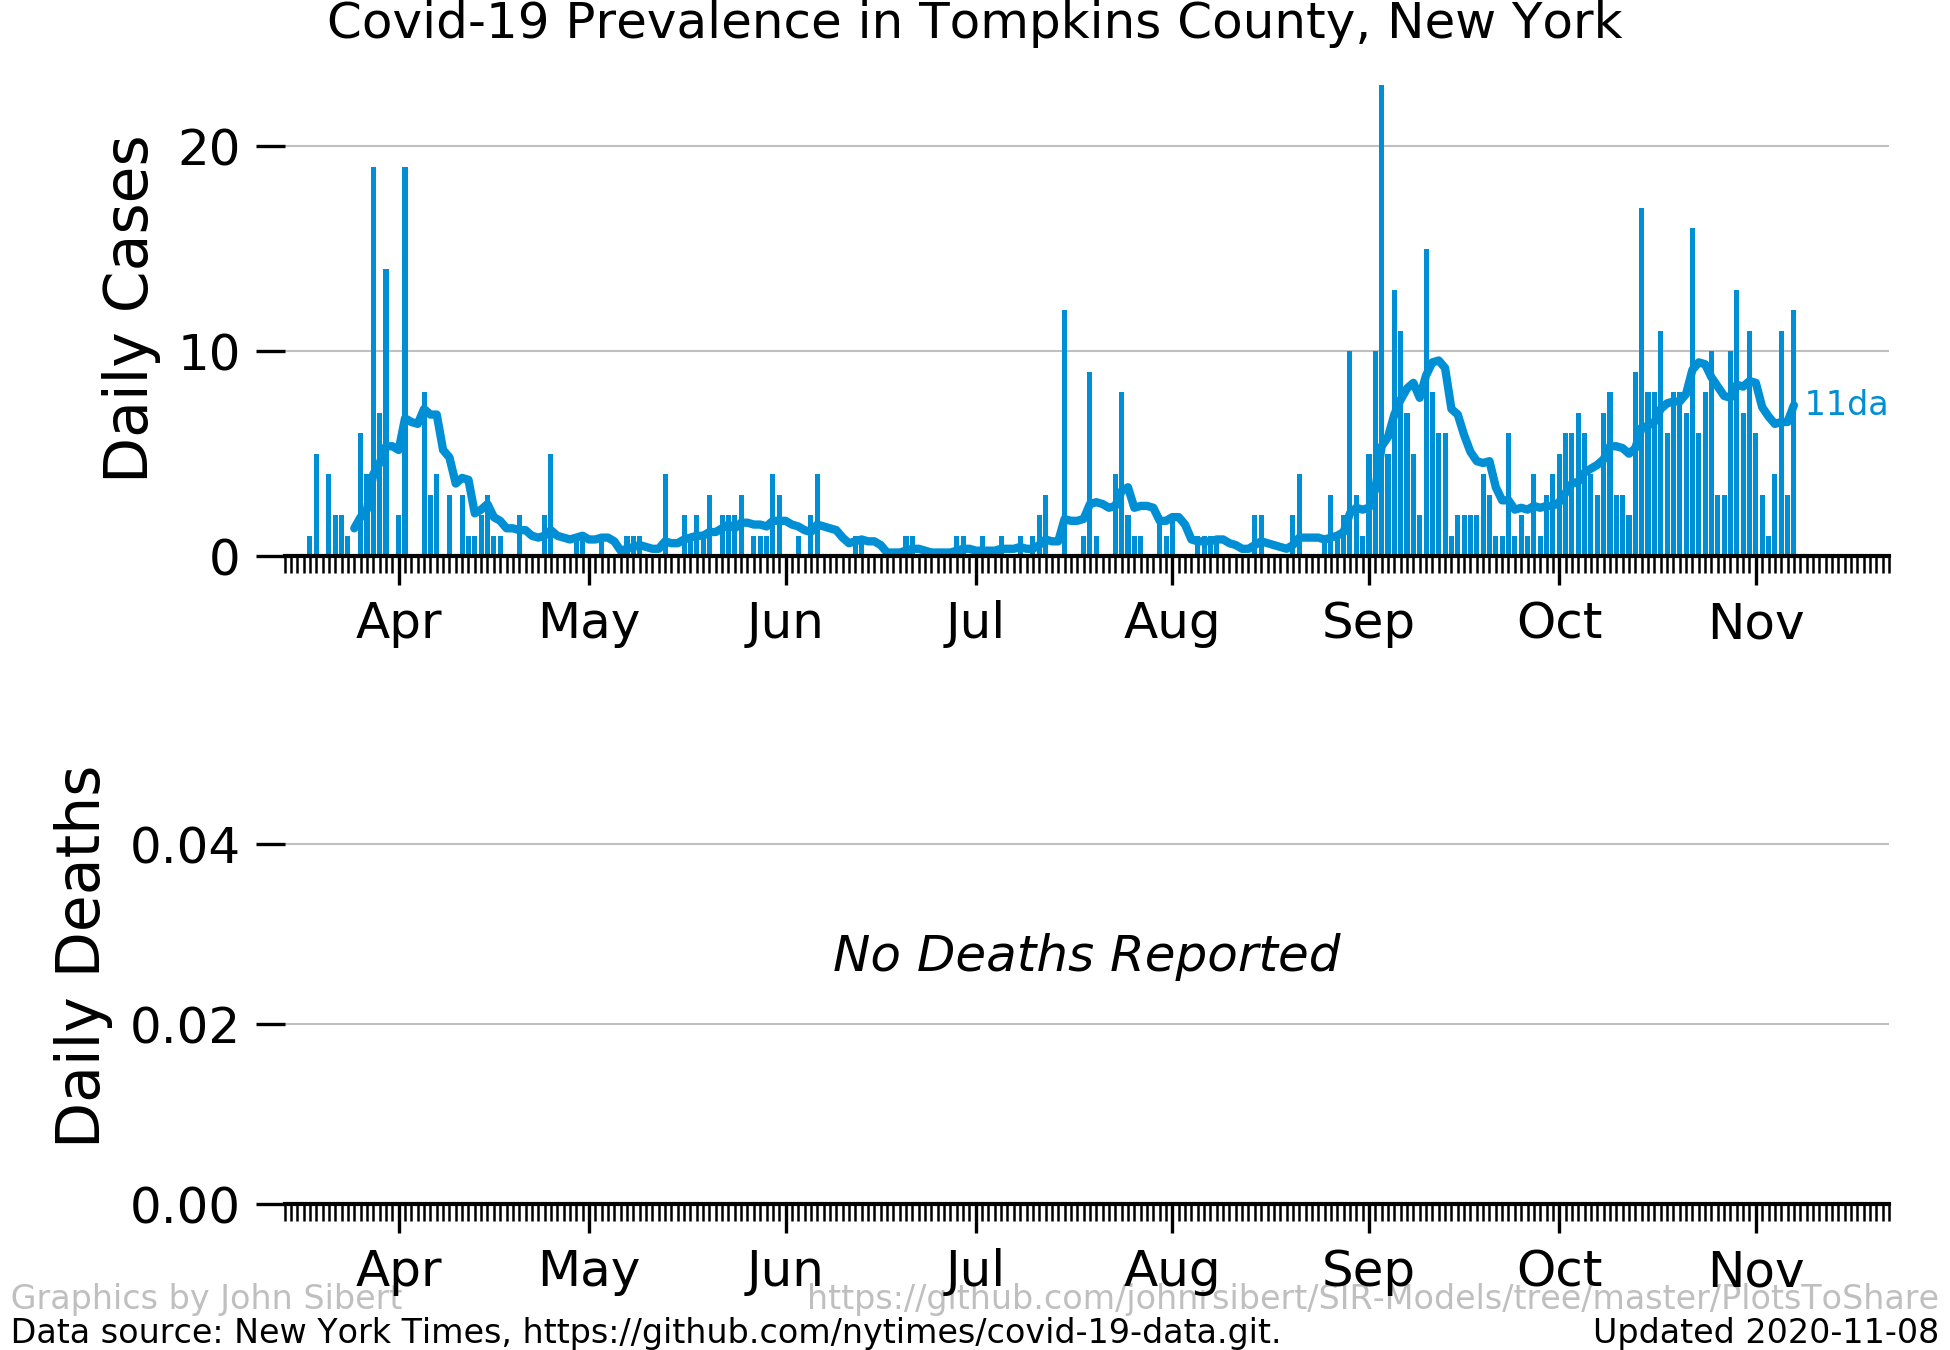 Covid-19 Prevalence in Tompkins County, New York
Daily Cases
20
10
0
11da
Apr May Jun Jul Aug Sep Oct Nov
Daily Deaths
0.04
0.02
0.00
No Deaths Reported
Apr May Jun Jul Aug Sep Oct Nov
Graphics by John Sibert https://github.com/johnrsibert/SIR-Models/tree/master/PlotsToShare
Data source: New York Times, https://github.com/nytimes/covid-19-data.git. Updated 2020-11-08